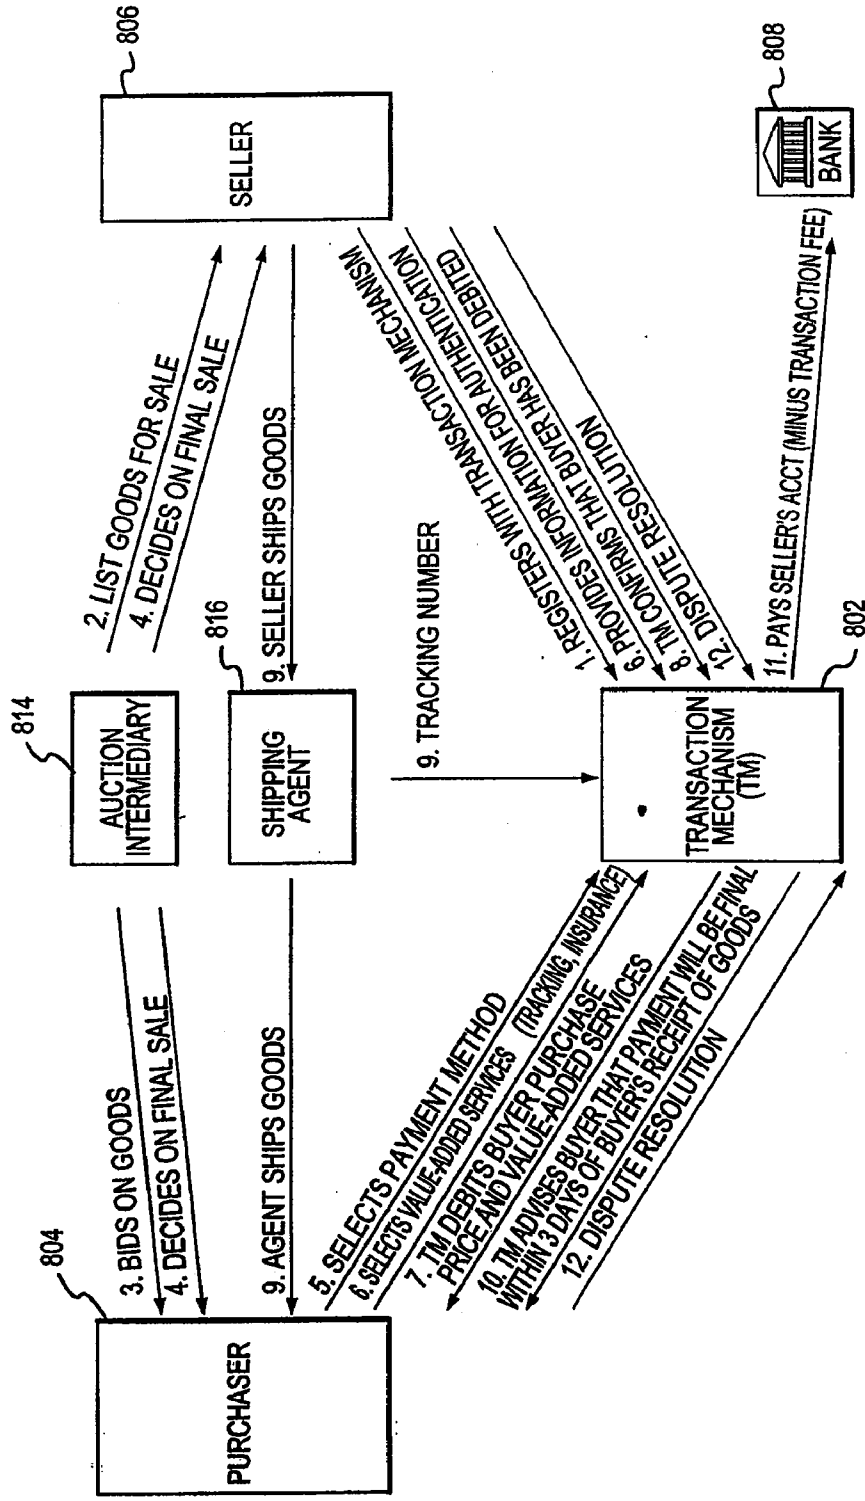 804
PURCHASER
3. BIDS ON GOODS
4. DECIDES ON FINAL SALE
814
AUCTION
INTERMEDIARY
2. LIST GOODS FOR SALE
4. DECIDES ON FINAL SALE
806
SELLER
9. AGENT SHIPS GOODS
816
SHIPPING
AGENT
9. SELLER SHIPS GOODS
9. TRACKING NUMBER
5. SELECTS PAYMENT METHOD
6. SELECTS VALUE-ADDED SERVICES (TRACKING, INSURANCE)
7. TM DEBITS BUYER PURCHASE
PRICE AND VALUE-ADDED SERVICES
10. TM ADVISES BUYER THAT PAYMENT WILL BE FINAL
WITHIN 3 DAYS OF BUYER'S RECEIPT OF GOODS
12. DISPUTE RESOLUTION
1. REGISTERS WITH TRANSACTION MECHANISM
6. PROVIDES INFORMATION FOR AUTHENTICATION
8. TM CONFIRMS THAT BUYER HAS BEEN DEBITED
12. DISPUTE RESOLUTION
TRANSACTION
MECHANISM
(TM)
802
11. PAYS SELLER'S ACCT (MINUS TRANSACTION FEE)
808
BANK